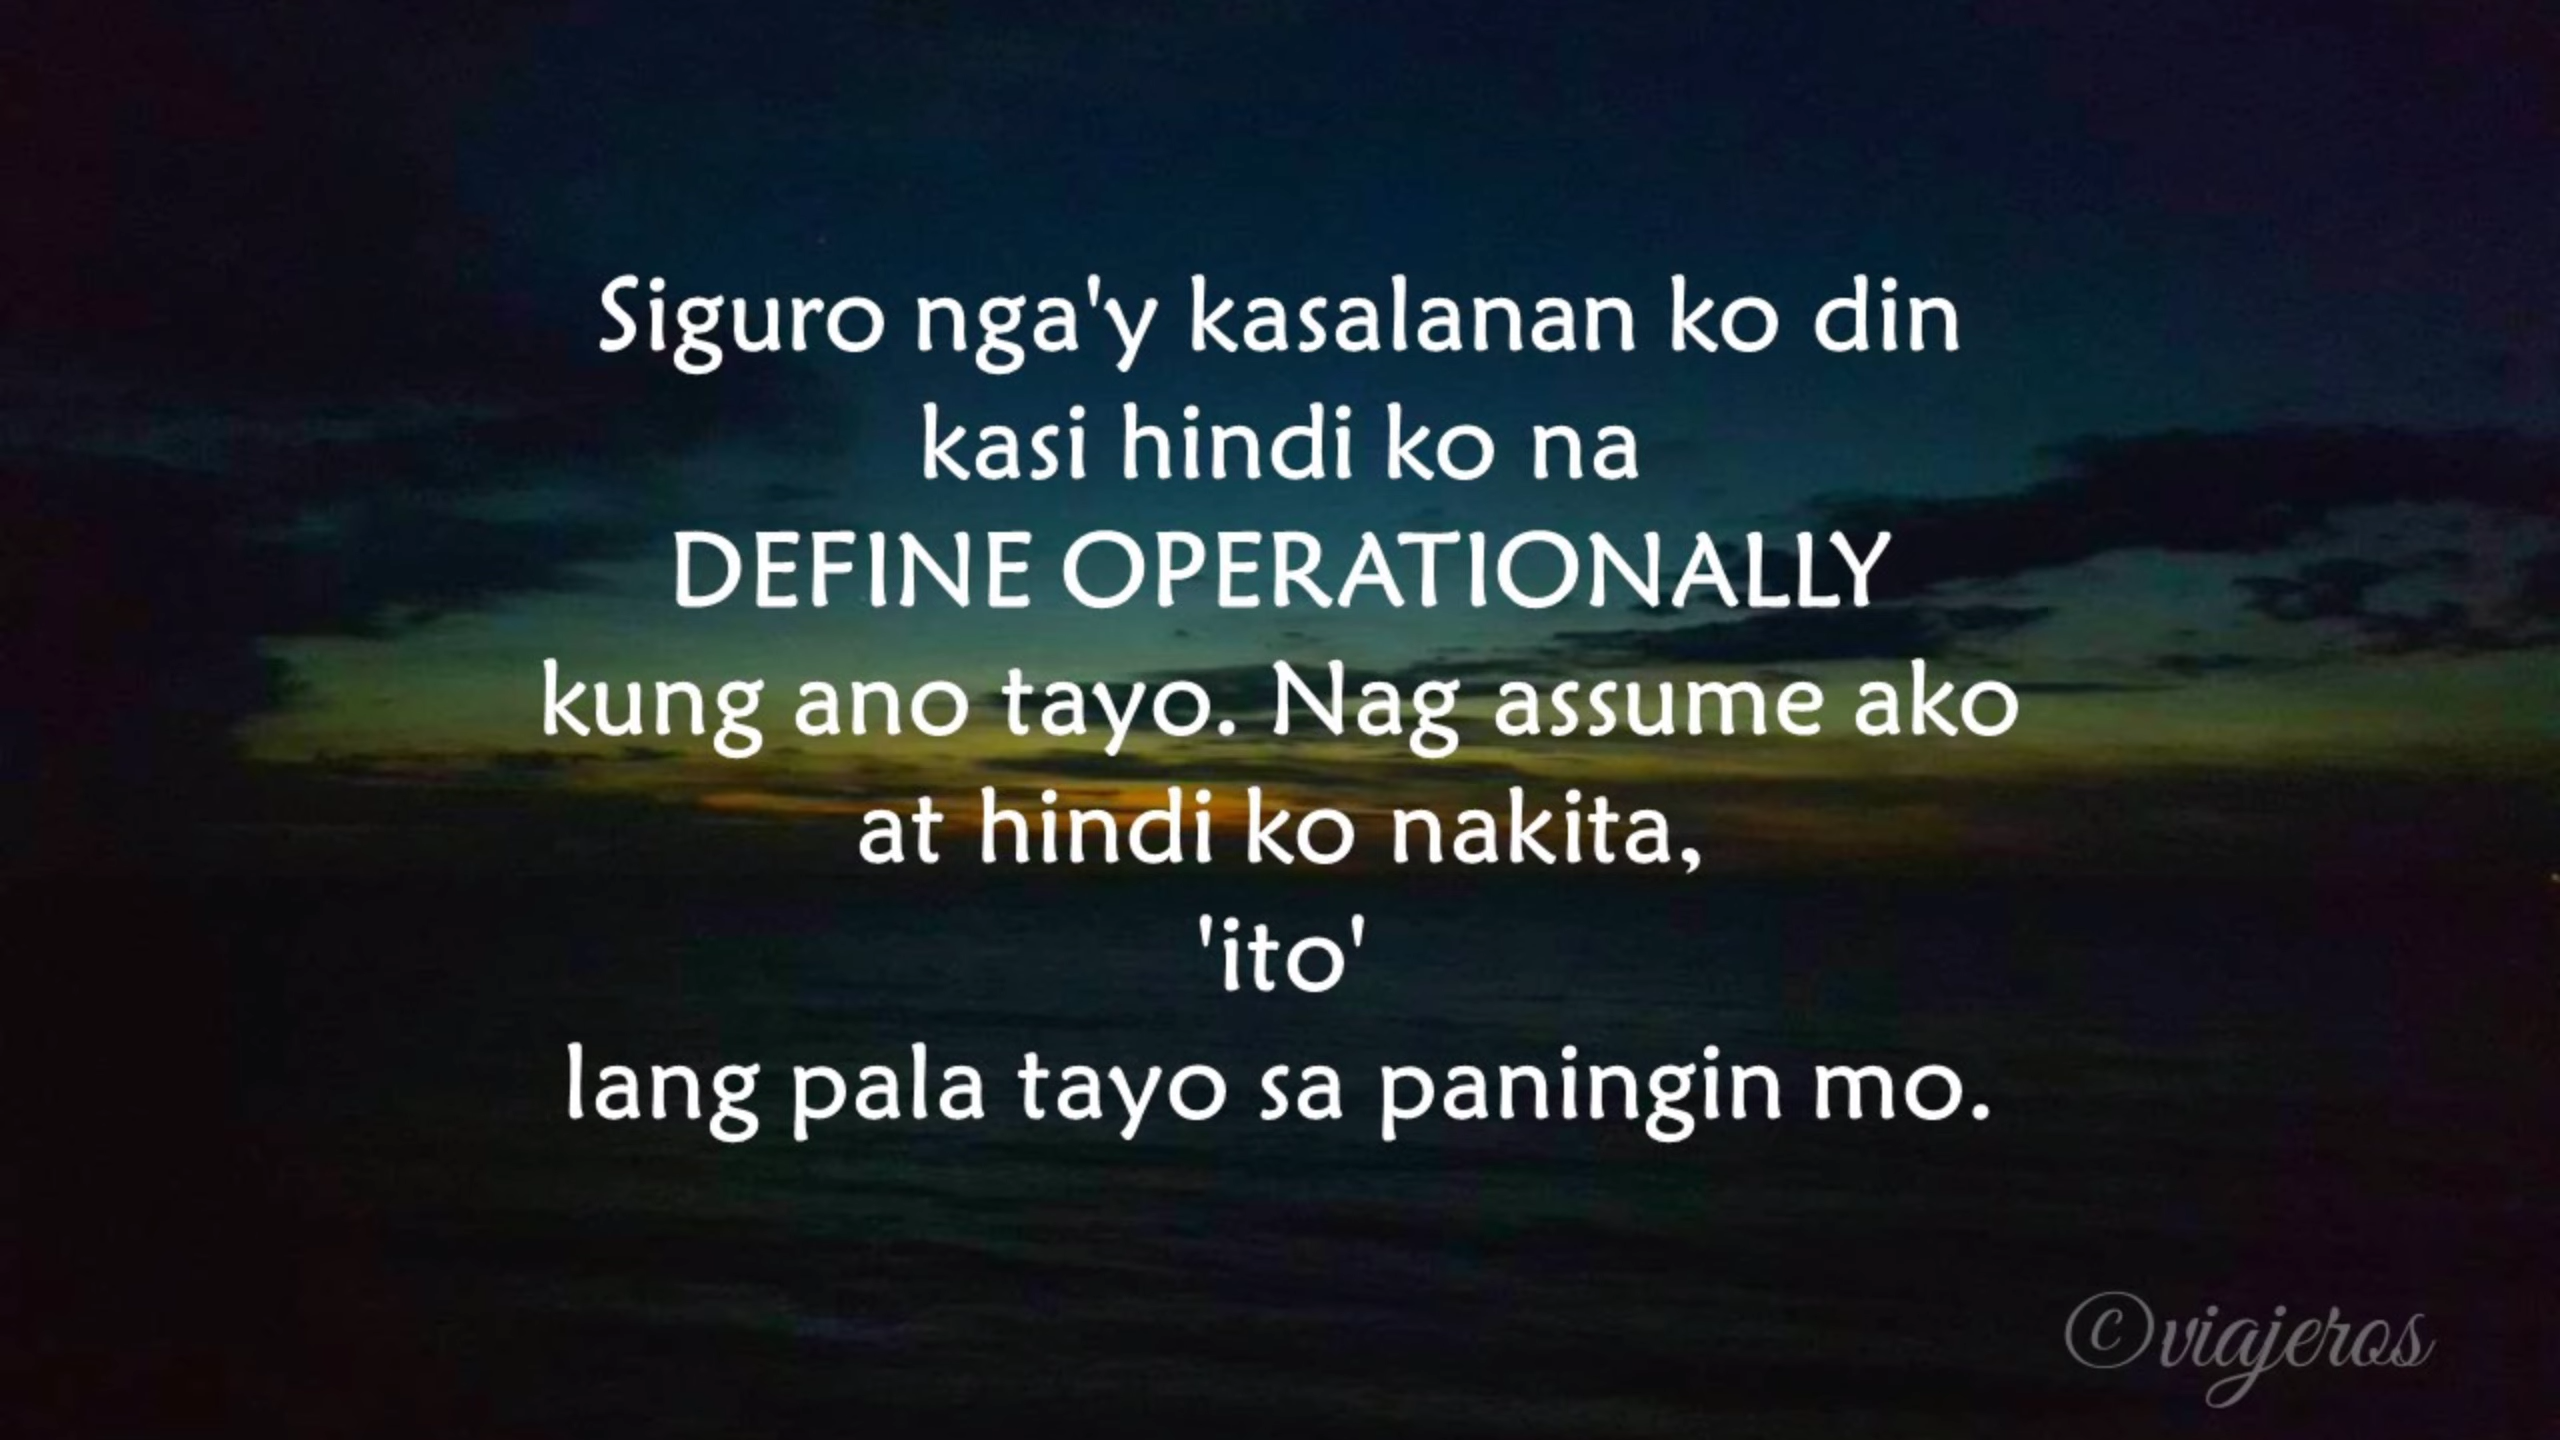 Siguro nga'y kasalanan ko din
kasi hindi ko na
DEFINE OPERATIONALLY
kung ano tayo. Nag assume ako
at hindi ko nakita,
'ito'
lang pala tayo sa paningin mo.
©viajeros